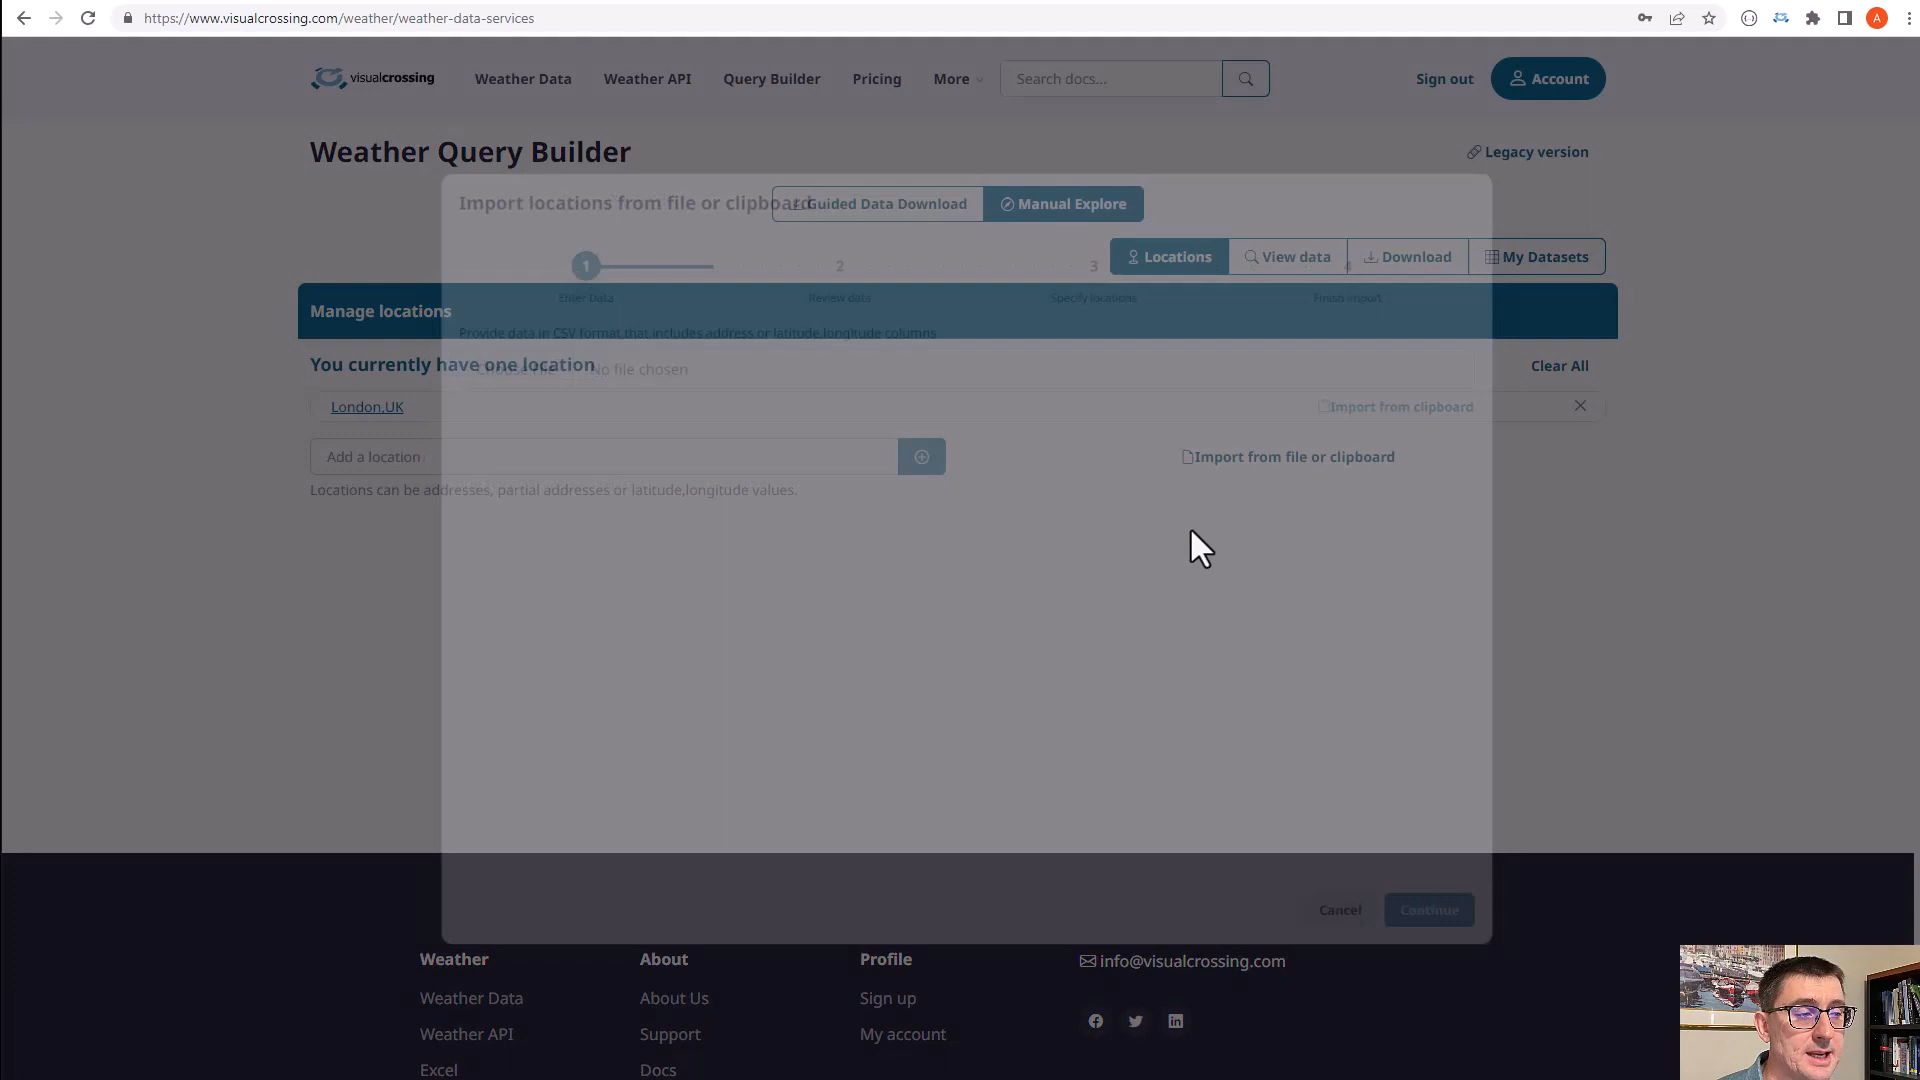 https://www.visualcrossing.com/weather/weather-data-services
A
visualcrossing
Weather Data
Weather API
Query Builder
Pricing
More
Search docs...
Sign out
Account
Weather Query Builder
Legacy version
Import locations from file or clipboard
Guided Data Download
Manual Explore
1
2
3
4
Locations
View data
Download
My Datasets
Enter Data
Review data
Specify locations
Finish import
Manage locations
Provide data in CSV format that includes address or latitude,longitude columns
You currently have one location
Choose File
No file chosen
Clear All
London,UK
Import from clipboard
Add a location
Import from file or clipboard
Locations can be addresses, partial addresses or latitude,longitude values.
Cancel
Continue
Weather
About
Profile
info@visualcrossing.com
Weather Data
About Us
Sign up
Weather API
Support
My account
Excel
Docs